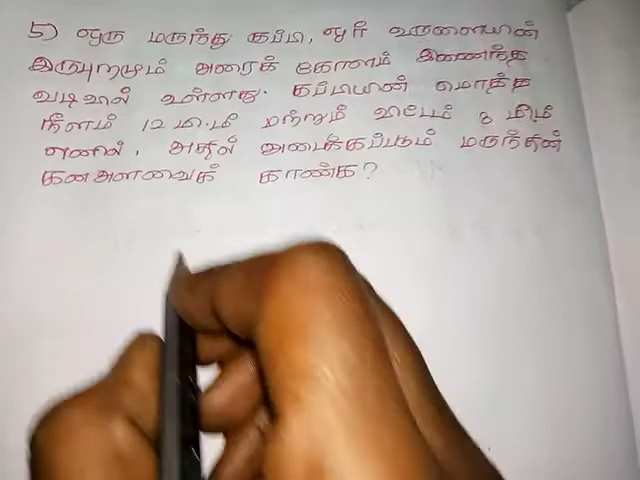 5) ஒரு மருந்து குப்பி, ஓர் உருளையின்
இருபுறமும் அரைக் கோளம் இணைந்த
வடிவில் உள்ளது. குப்பியின் மொத்த
நீளம் 12 மி.மீ மற்றும் விட்டம் 3 மிமீ
எனில், அதில் அடைக்கப்படும் மருந்தின்
கனஅளவைக் காண்க?